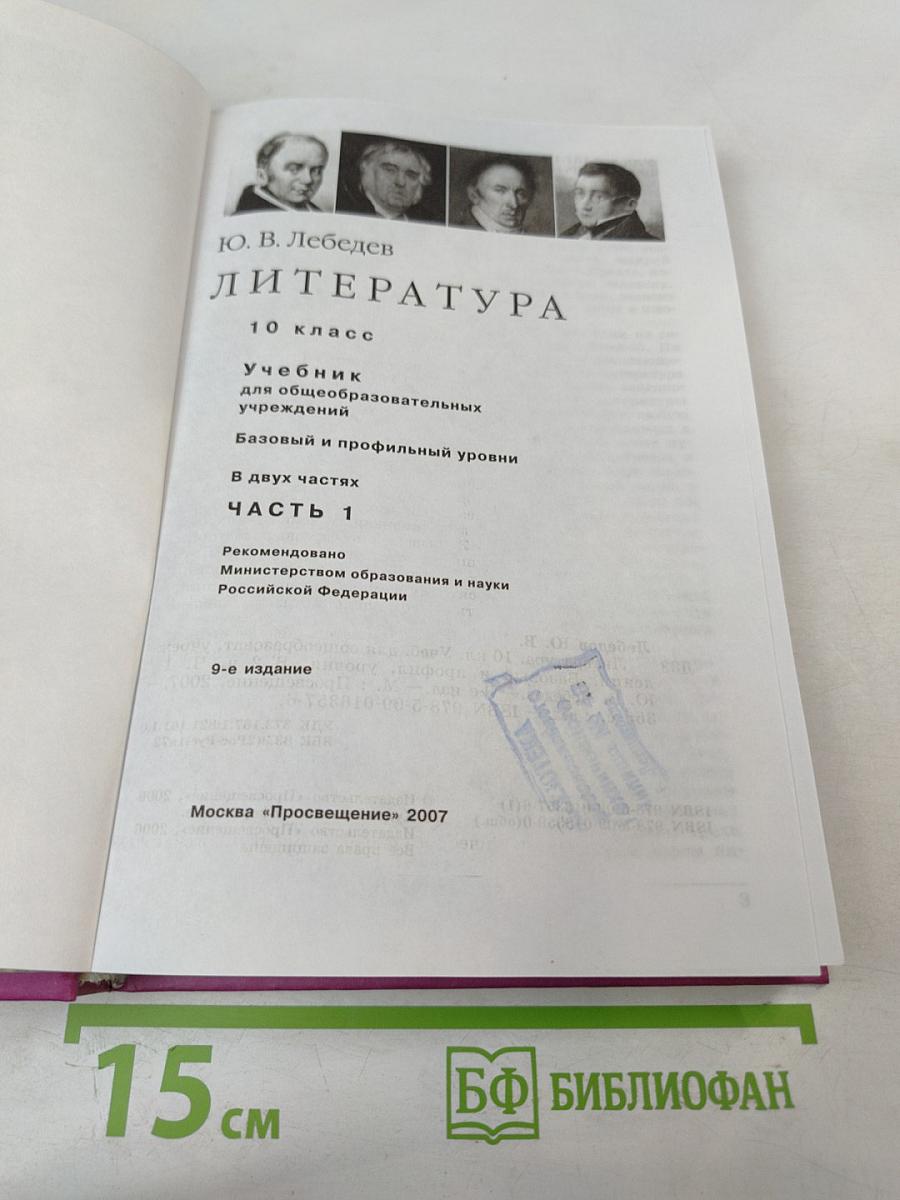 Ю. В. Лебедев
ЛИТЕРАТУРА
10 класс
Учебник
для общеобразовательных
учреждений
Базовый и профильный уровни
В двух частях
ЧАСТЬ 1
Рекомендовано
Министерством образования и науки
Российской Федерации
9-е издание
Москва «Просвещение» 2007
15 см
БФ БИБЛИОФАН